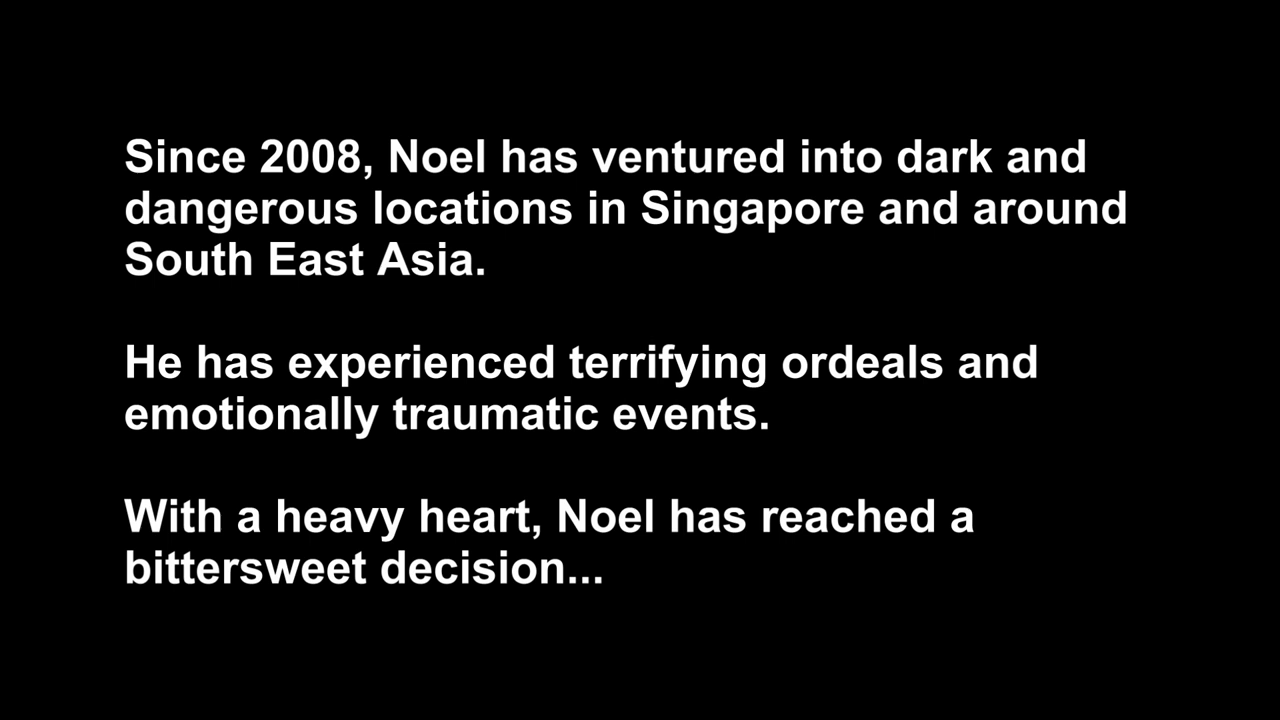 Since 2008, Noel has ventured into dark and
dangerous locations in Singapore and around
South East Asia.
He has experienced terrifying ordeals and
emotionally traumatic events.
With a heavy heart, Noel has reached a
bittersweet decision...